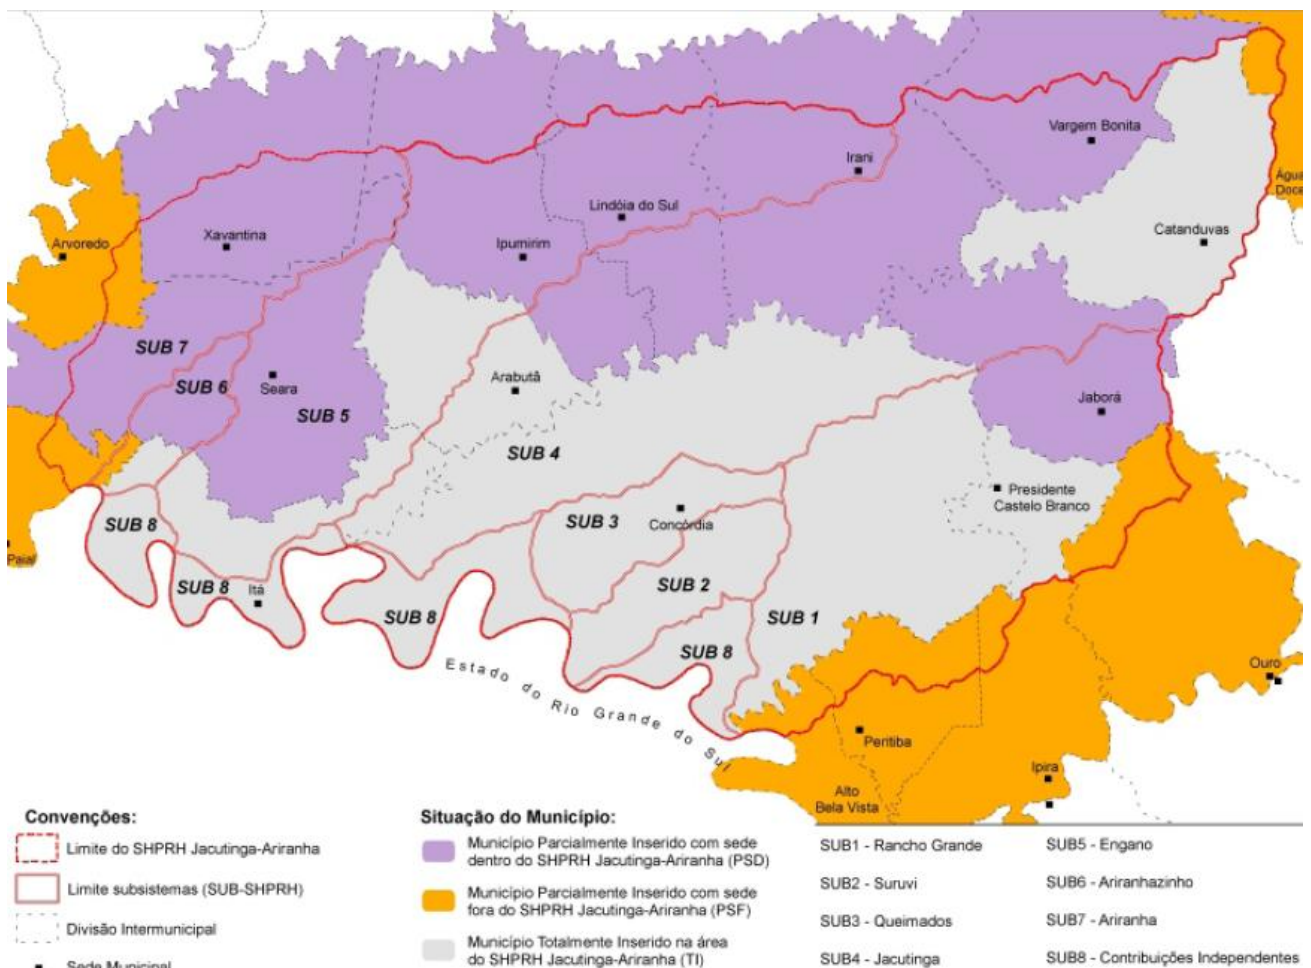 Vargem Bonita
Irani
Água
Doce
Lindóia do Sul
Xavantina
Arvoredo
Ipumirim
Catanduvas
SUB 7
SUB 6
Seara
SUB 5
Arabutã
Jaborá
SUB 4
Presidente
Castelo Branco
SUB 8
SUB 3
Concórdia
Paial
SUB 8
Itá
SUB 2
SUB 8
SUB 1
SUB 8
Estado do Rio Grande do Sul
Ouro
Peritiba
Ipira
Alto
Bela Vista
Convenções:
Limite do SHPRH Jacutinga-Ariranha
Limite subsistemas (SUB-SHPRH)
Divisão Intermunicipal
Sede Municipal
Situação do Município:
Município Parcialmente Inserido com sede
dentro do SHPRH Jacutinga-Ariranha (PSD)
Município Parcialmente Inserido com sede
fora do SHPRH Jacutinga-Ariranha (PSF)
Município Totalmente Inserido na área
do SHPRH Jacutinga-Ariranha (TI)
SUB1 - Rancho Grande
SUB2 - Suruvi
SUB3 - Queimados
SUB4 - Jacutinga
SUB5 - Engano
SUB6 - Ariranhazinho
SUB7 - Ariranha
SUB8 - Contribuições Independentes